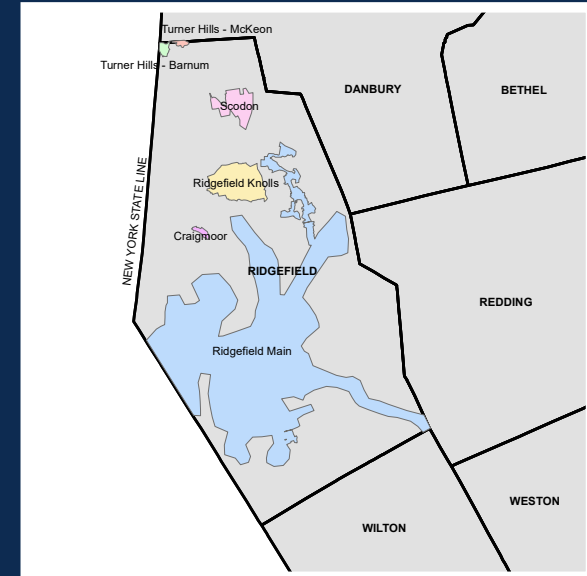 Turner Hills - McKeon
Turner Hills - Barnum
DANBURY
BETHEL
Scodon
NEW YORK STATE LINE
Ridgefield Knolls
Craigmoor
RIDGEFIELD
REDDING
Ridgefield Main
WESTON
WILTON